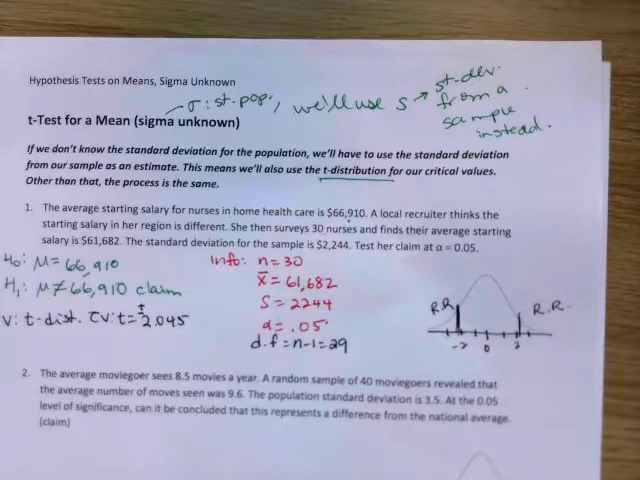 Hypothesis Tests on Means, Sigma Unknown
σ: st. pop., we'll use s → st. dev. from a sample instead.
t-Test for a Mean (sigma unknown)
If we don't know the standard deviation for the population, we'll have to use the standard deviation
from our sample as an estimate. This means we'll also use the t-distribution for our critical values.
Other than that, the process is the same.
1. The average starting salary for nurses in home health care is $66,910. A local recruiter thinks the
starting salary in her region is different. She then surveys 30 nurses and finds their average starting
salary is $61,682. The standard deviation for the sample is $2,244. Test her claim at α = 0.05.
H₀: μ = 66,910
H₁: μ ≠ 66,910 claim
V: t-dist. CV: t = ±2.045
Info: n = 30
x̄ = 61,682
S = 2244
α = .05
d.f = n-1 = 29
R.R R.R.
-2 0 2
2. The average moviegoer sees 8.5 movies a year. A random sample of 40 moviegoers revealed that
the average number of movies seen was 9.6. The population standard deviation is 3.5. At the 0.05
level of significance, can it be concluded that this represents a difference from the national average.
(claim)